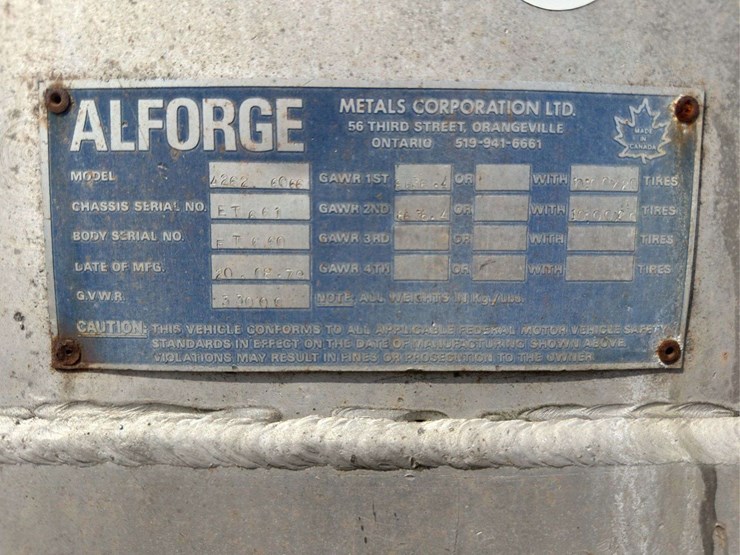 ALFORGE
METALS CORPORATION LTD.
56 THIRD STREET, ORANGEVILLE
ONTARIO 519-941-6661
MADE
IN
CANADA
MODEL GAWR 1ST OR WITH TIRES
CHASSIS SERIAL NO. GAWR 2ND OR WITH TIRES
BODY SERIAL NO. GAWR 3RD OR WITH TIRES
DATE OF MFG. GAWR 4TH OR WITH TIRES
G.V.W.R. NOTE: ALL WEIGHTS IN Kg./Lbs.
CAUTION: THIS VEHICLE CONFORMS TO ALL APPLICABLE FEDERAL MOTOR VEHICLE SAFETY
STANDARDS IN EFFECT ON THE DATE OF MANUFACTURING SHOWN ABOVE
VIOLATIONS MAY RESULT IN FINES OR PROSECUTION TO THE OWNER